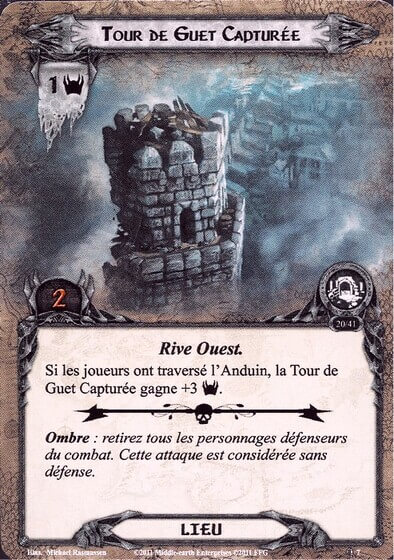 TOUR DE GUET CAPTURÉE
1
2
20/41
Rive Ouest.
Si les joueurs ont traversé l'Anduin, la Tour de
Guet Capturée gagne +3 .
Ombre : retirez tous les personnages défenseurs
du combat. Cette attaque est considérée sans
défense.
LIEU
Illus. Michael Rasmussen ©2011 Middle-earth Enterprises ©2011 FFG